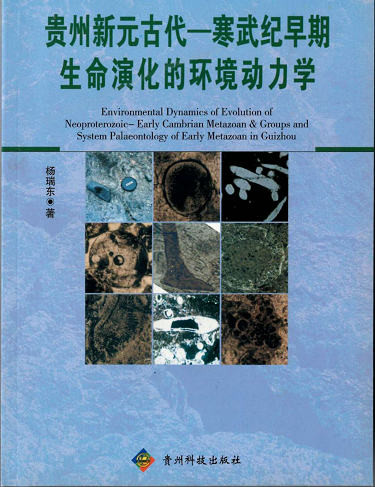 贵州新元古代—寒武纪早期
生命演化的环境动力学
Environmental Dynamics of Evolution of
Neoproterozoic- Early Cambrian Metazoan & Groups and
System Palaeontology of Early Metazoan in Guizhou
杨瑞东◉著
贵州科技出版社